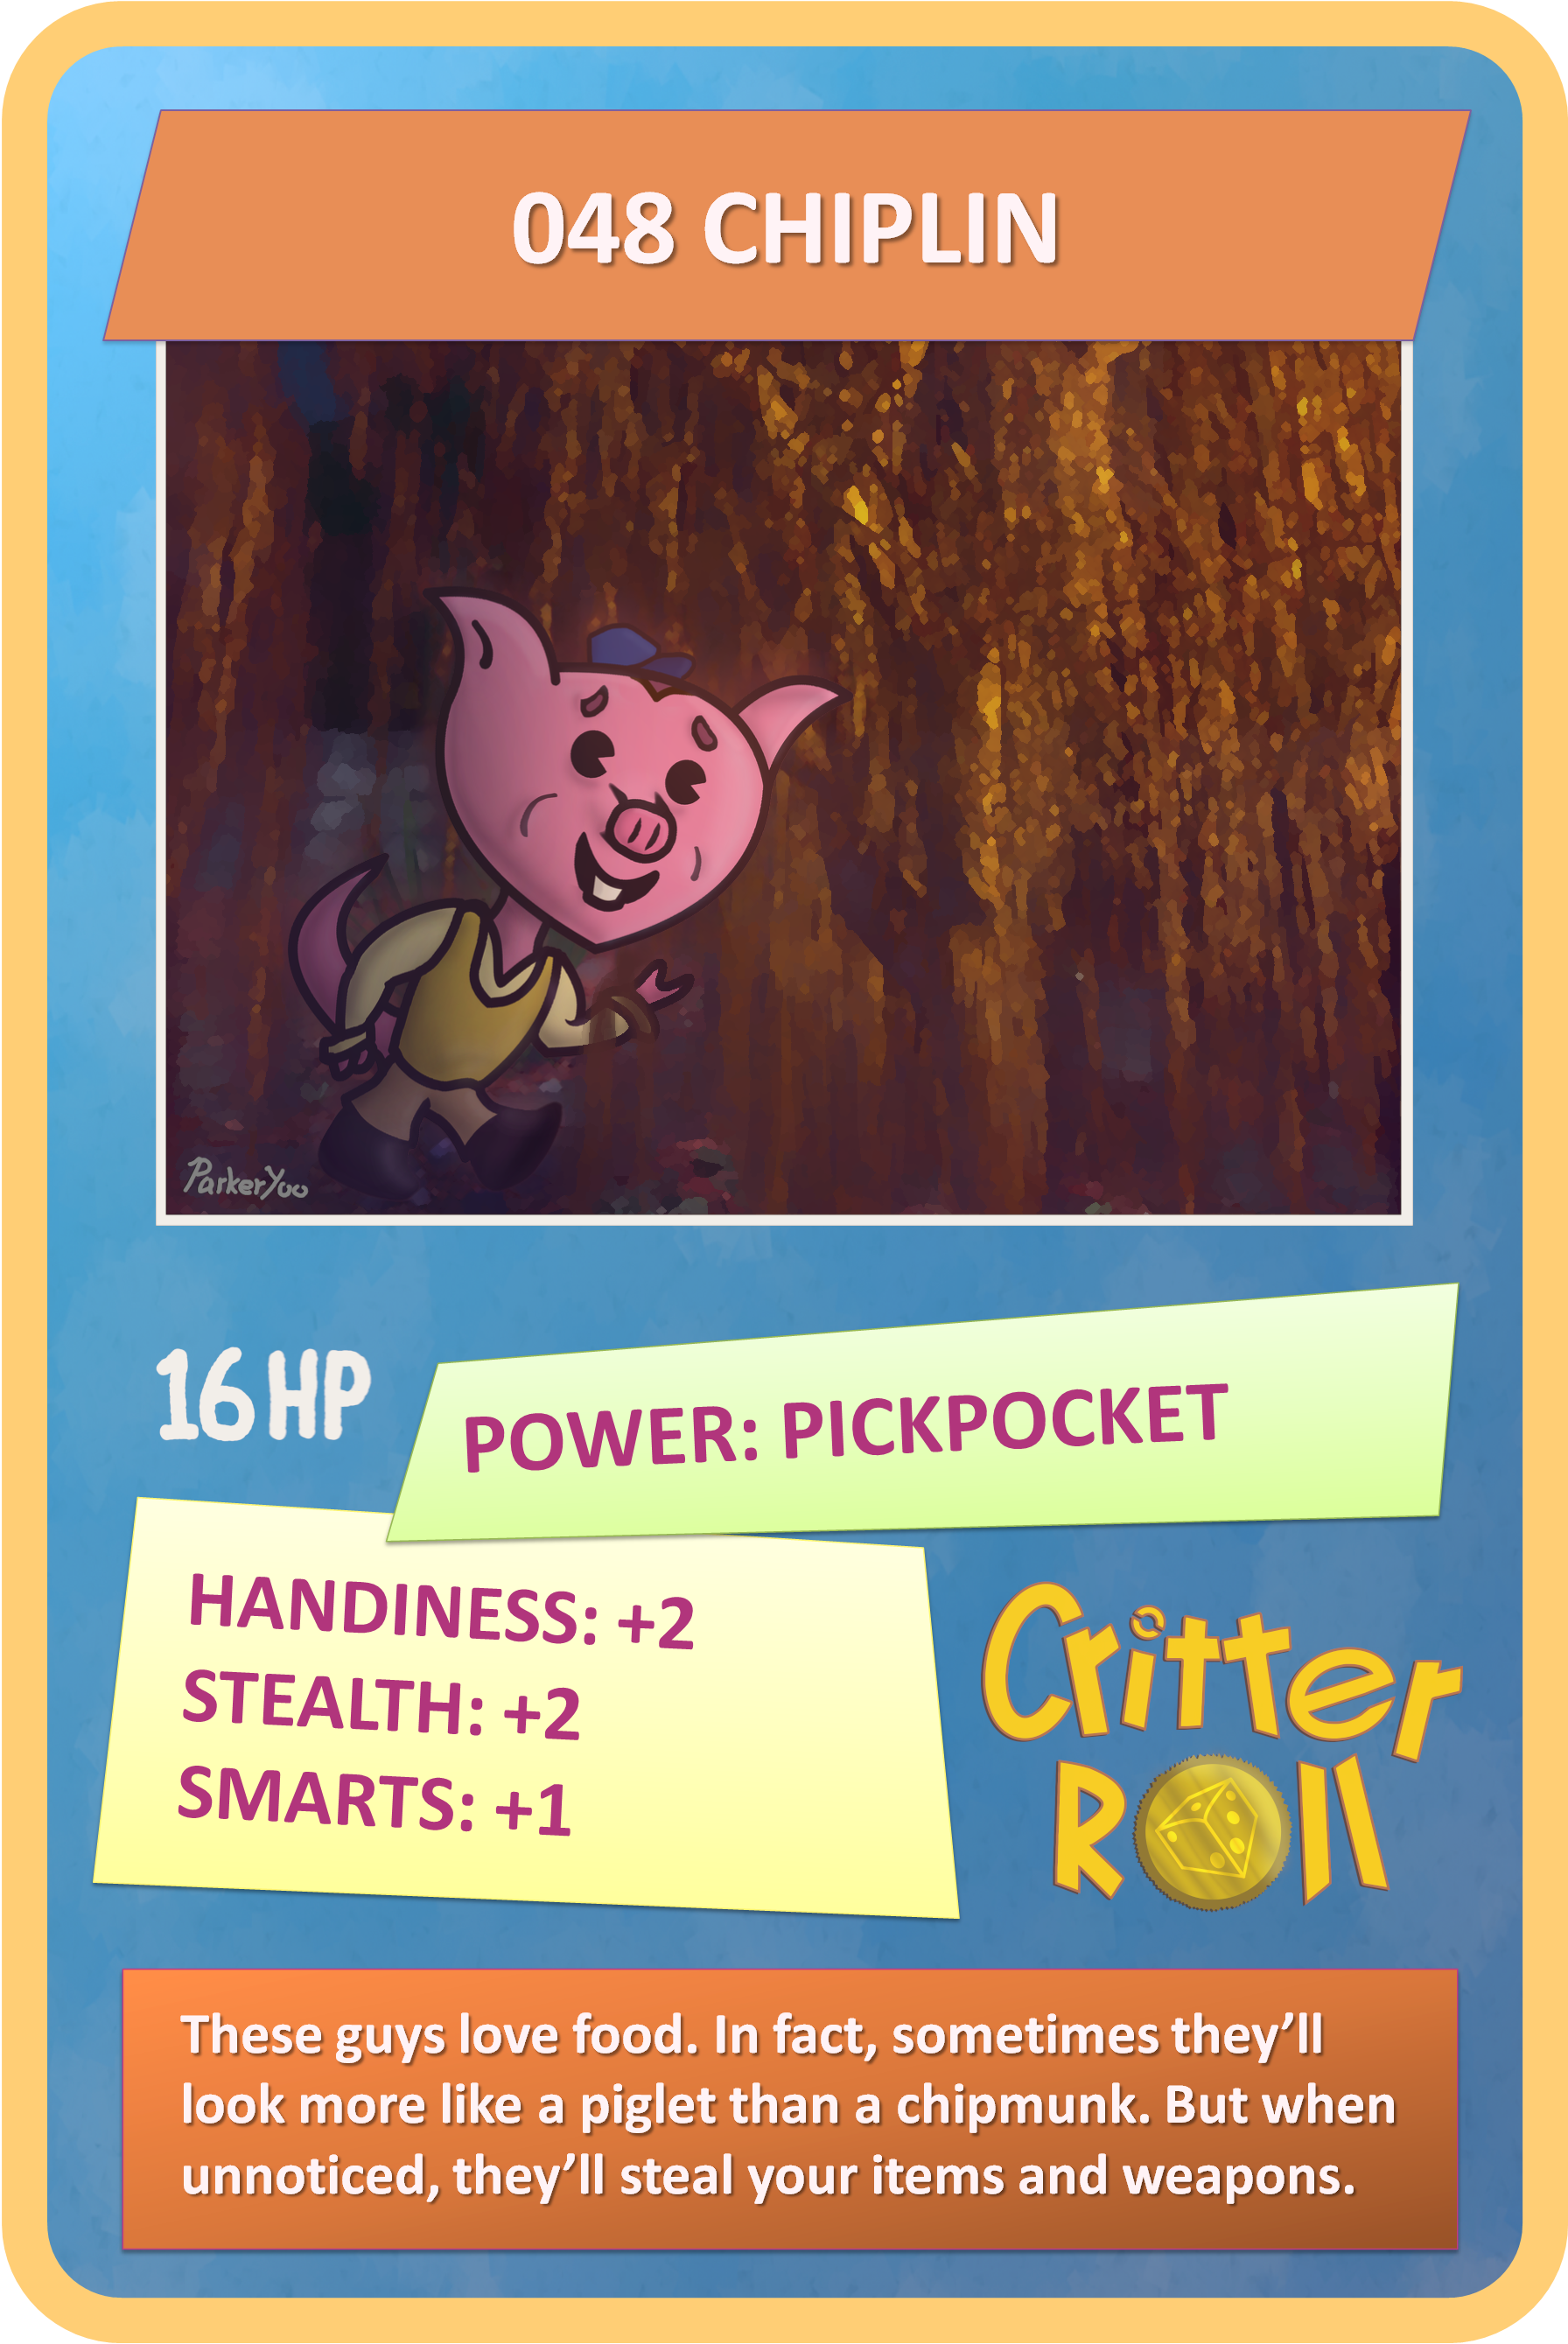 048 CHIPLIN
ParkerYoo
16 HP
POWER: PICKPOCKET
HANDINESS: +2
STEALTH: +2
SMARTS: +1
Critter
Roll
These guys love food. In fact, sometimes they’ll
look more like a piglet than a chipmunk. But when
unnoticed, they’ll steal your items and weapons.